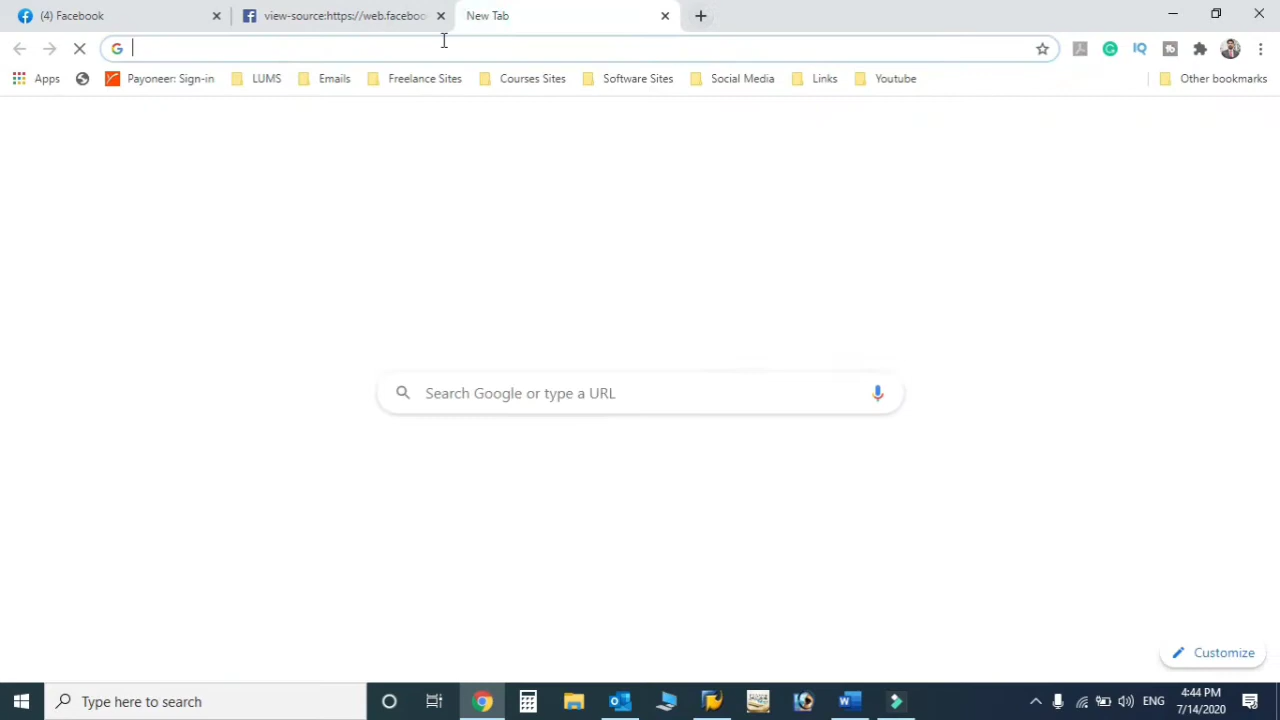 (4) Facebook
view-source:https://web.faceboo
New Tab
Apps
Payoneer: Sign-in
LUMS
Emails
Freelance Sites
Courses Sites
Software Sites
Social Media
Links
Youtube
Other bookmarks
Search Google or type a URL
Customize
Type here to search
ENG
4:44 PM
7/14/2020